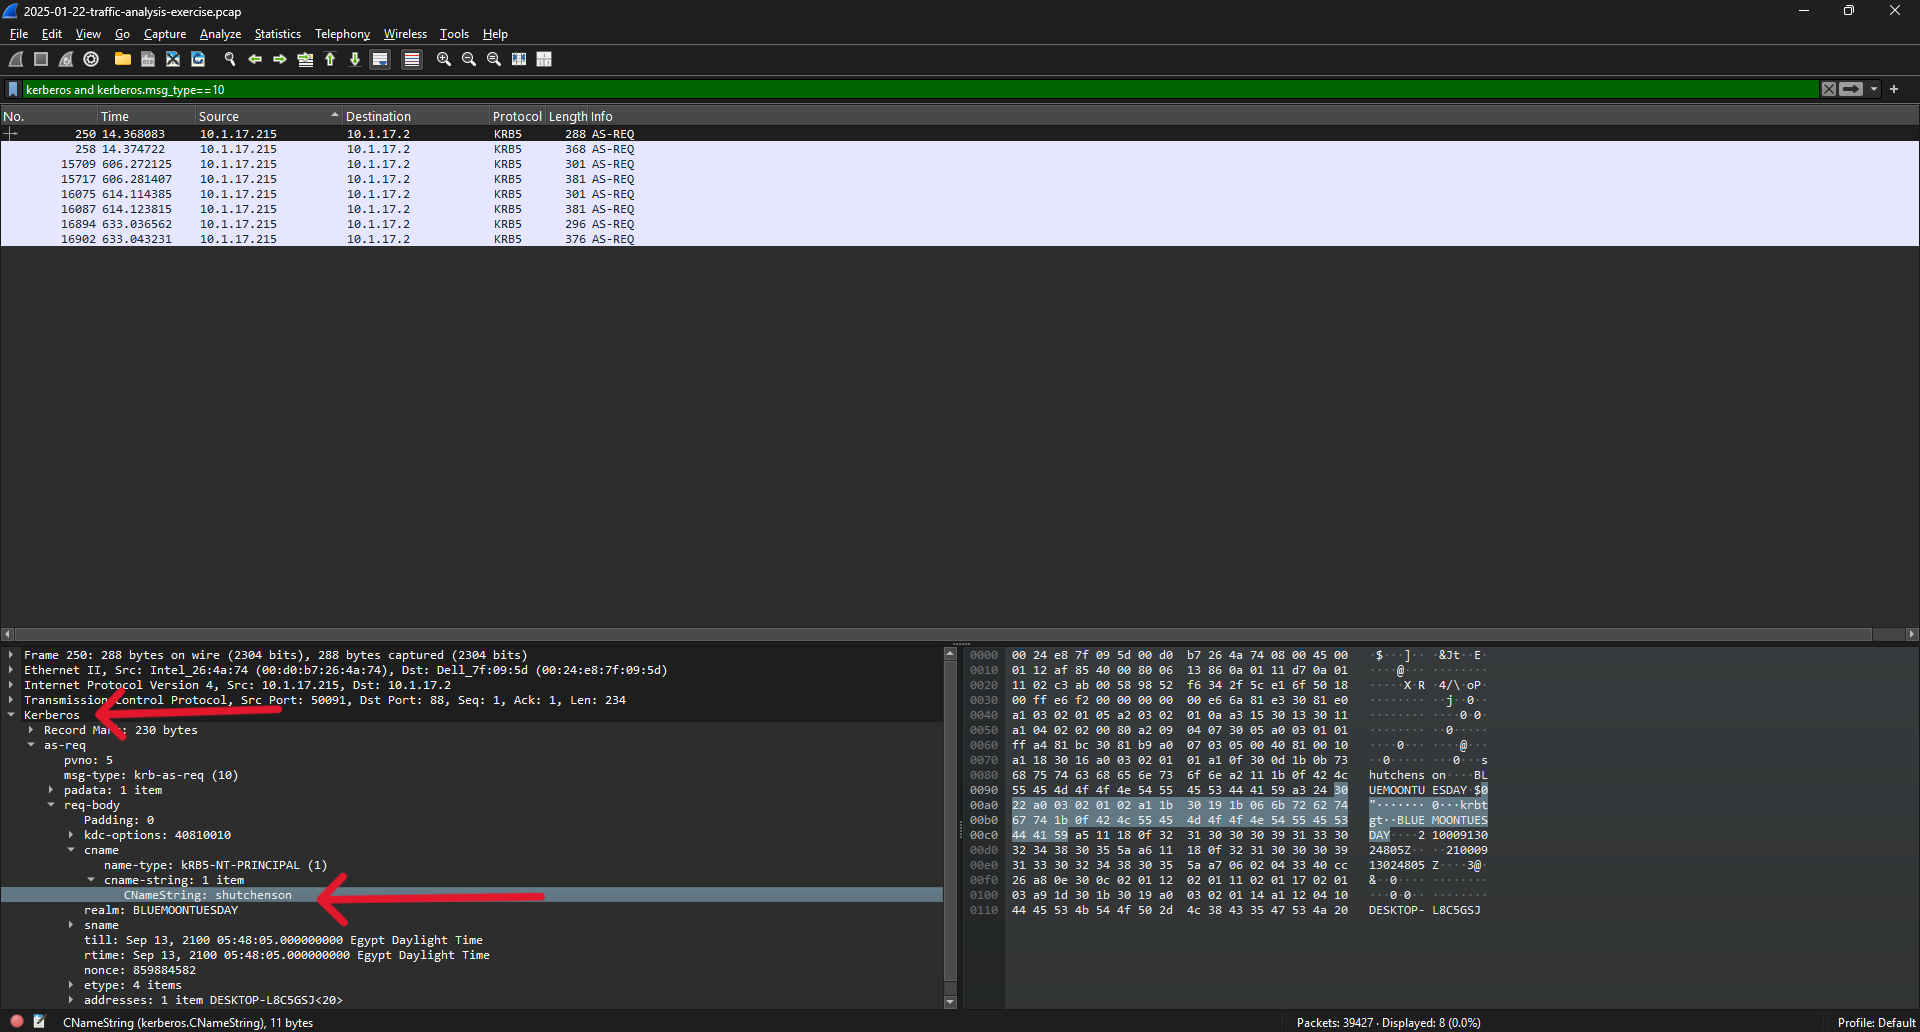 2025-01-22-traffic-analysis-exercise.pcap
File Edit View Go Capture Analyze Statistics Telephony Wireless Tools Help
kerberos and kerberos.msg_type==10
No. Time Source Destination Protocol Length Info
250 14.368083 10.1.17.215 10.1.17.2 KRB5 288 AS-REQ
258 14.374722 10.1.17.215 10.1.17.2 KRB5 368 AS-REQ
15709 606.272125 10.1.17.215 10.1.17.2 KRB5 301 AS-REQ
15717 606.281407 10.1.17.215 10.1.17.2 KRB5 381 AS-REQ
16075 614.114385 10.1.17.215 10.1.17.2 KRB5 301 AS-REQ
16087 614.123815 10.1.17.215 10.1.17.2 KRB5 381 AS-REQ
16894 633.036562 10.1.17.215 10.1.17.2 KRB5 296 AS-REQ
16902 633.043231 10.1.17.215 10.1.17.2 KRB5 376 AS-REQ
Frame 250: 288 bytes on wire (2304 bits), 288 bytes captured (2304 bits)
Ethernet II, Src: Intel_26:4a:74 (00:d0:b7:26:4a:74), Dst: Dell_7f:09:5d (00:24:e8:7f:09:5d)
Internet Protocol Version 4, Src: 10.1.17.215, Dst: 10.1.17.2
Transmission Control Protocol, Src Port: 50091, Dst Port: 88, Seq: 1, Ack: 1, Len: 234
Kerberos
Record Mark: 230 bytes
as-req
pvno: 5
msg-type: krb-as-req (10)
padata: 1 item
req-body
Padding: 0
kdc-options: 40810010
cname
name-type: kRB5-NT-PRINCIPAL (1)
cname-string: 1 item
CNameString: shutchenson
realm: BLUEMOONTUESDAY
sname
till: Sep 13, 2100 05:48:05.000000000 Egypt Daylight Time
rtime: Sep 13, 2100 05:48:05.000000000 Egypt Daylight Time
nonce: 859884582
etype: 4 items
addresses: 1 item DESKTOP-L8C5GSJ<20>
0000 00 24 e8 7f 09 5d 00 d0 b7 26 4a 74 08 00 45 00 ·$···]·· ·&Jt··E·
0010 01 12 af 85 40 00 80 06 13 86 0a 01 11 d7 0a 01 ····@··· ········
0020 11 02 c3 ab 00 58 98 52 f6 34 2f 5c e1 6f 50 18 ·····X·R ·4/\·oP·
0030 00 ff e6 f2 00 00 00 00 00 e6 6a 81 e3 30 81 e0 ········ ··j··0··
0040 a1 03 02 01 05 a2 03 02 01 0a a3 15 30 13 30 11 ········ ····0·0·
0050 a1 04 02 02 00 80 a2 09 04 07 30 05 a0 03 01 01 ········ ··0·····
0060 ff a4 81 bc 30 81 b9 a0 07 03 05 00 40 81 00 10 ····0··· ····@···
0070 a1 18 30 16 a0 03 02 01 01 a1 0f 30 0d 1b 0b 73 ··0····· ···0···s
0080 68 75 74 63 68 65 6e 73 6f 6e a2 11 1b 0f 42 4c hutchens on····BL
0090 55 45 4d 4f 4f 4e 54 55 45 53 44 41 59 a3 24 30 UEMOONTU ESDAY·$0
00a0 22 a0 03 02 01 02 a1 1b 30 19 1b 06 6b 72 62 74 "······· 0···krbt
00b0 67 74 1b 0f 42 4c 55 45 4d 4f 4f 4e 54 55 45 53 gt··BLUE MOONTUES
00c0 44 41 59 a5 11 18 0f 32 31 30 30 30 39 31 33 30 DAY····2 10009130
00d0 32 34 38 30 35 5a a6 11 18 0f 32 31 30 30 30 39 24805Z·· ··210009
00e0 31 33 30 32 34 38 30 35 5a a7 06 02 04 33 40 cc 13024805 Z····3@·
00f0 26 a8 0e 30 0c 02 01 12 02 01 11 02 01 17 02 01 &··0···· ········
0100 03 a9 1d 30 1b 30 19 a0 03 02 01 14 a1 12 04 10 ···0·0·· ········
0110 44 45 53 4b 54 4f 50 2d 4c 38 43 35 47 53 4a 20 DESKTOP- L8C5GSJ
CNameString (kerberos.CNameString), 11 bytes
Packets: 39427 · Displayed: 8 (0.0%)
Profile: Default